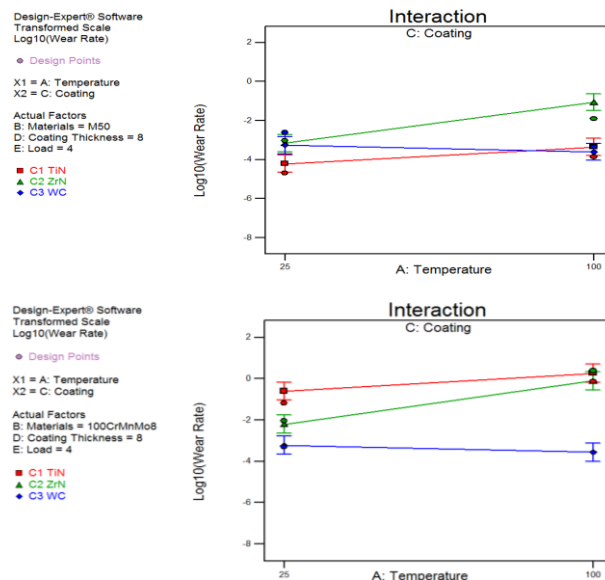 Design-Expert® Software
Transformed Scale
Log10(Wear Rate)
Design Points
X1 = A: Temperature
X2 = C: Coating
Actual Factors
B: Materials = M50
D: Coating Thickness = 8
E: Load = 4
C1 TiN
C2 ZrN
C3 WC
Interaction
C: Coating
Log10(Wear Rate)
2
0
-2
-4
-6
-8
25
100
A: Temperature
Design-Expert® Software
Transformed Scale
Log10(Wear Rate)
Design Points
X1 = A: Temperature
X2 = C: Coating
Actual Factors
B: Materials = 100CrMnMo8
D: Coating Thickness = 8
E: Load = 4
C1 TiN
C2 ZrN
C3 WC
Interaction
C: Coating
Log10(Wear Rate)
2
0
-2
-4
-6
-8
25
100
A: Temperature